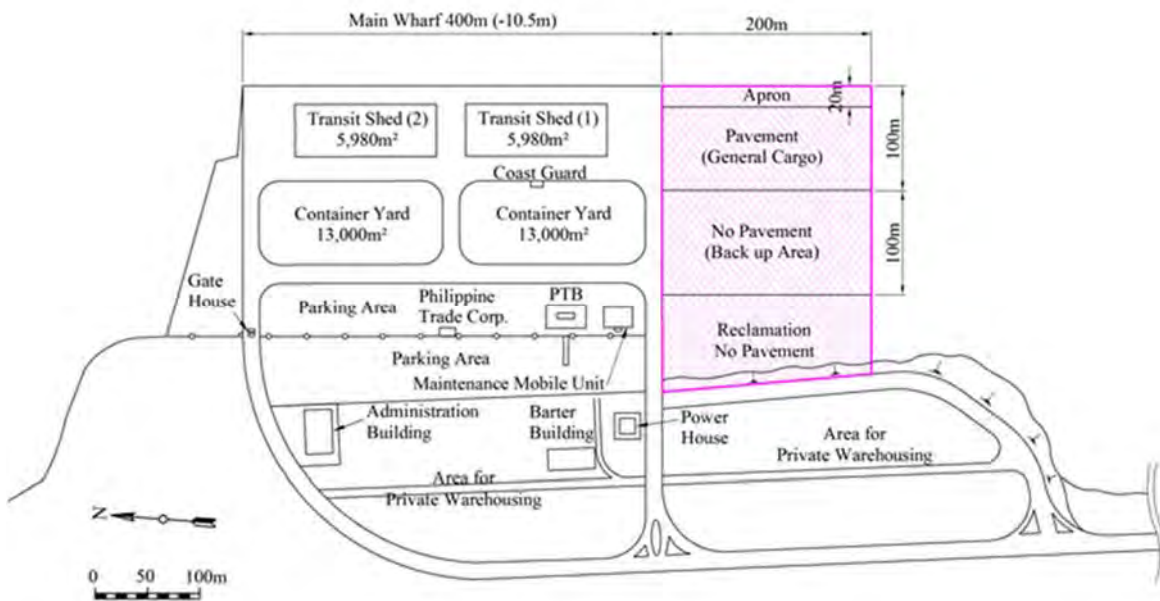 Main Wharf 400m (-10.5m)
200m
Apron
20m
Transit Shed (2)
5,980m²
Transit Shed (1)
5,980m²
Pavement
(General Cargo)
100m
Coast Guard
Container Yard
13,000m²
Container Yard
13,000m²
No Pavement
(Back up Area)
100m
Gate
House
Parking Area
Philippine
Trade Corp.
PTB
Reclamation
No Pavement
Parking Area
Maintenance Mobile Unit
Administration
Building
Barter
Building
Power
House
Area for
Private Warehousing
Area for
Private Warehousing
N
0 50 100m